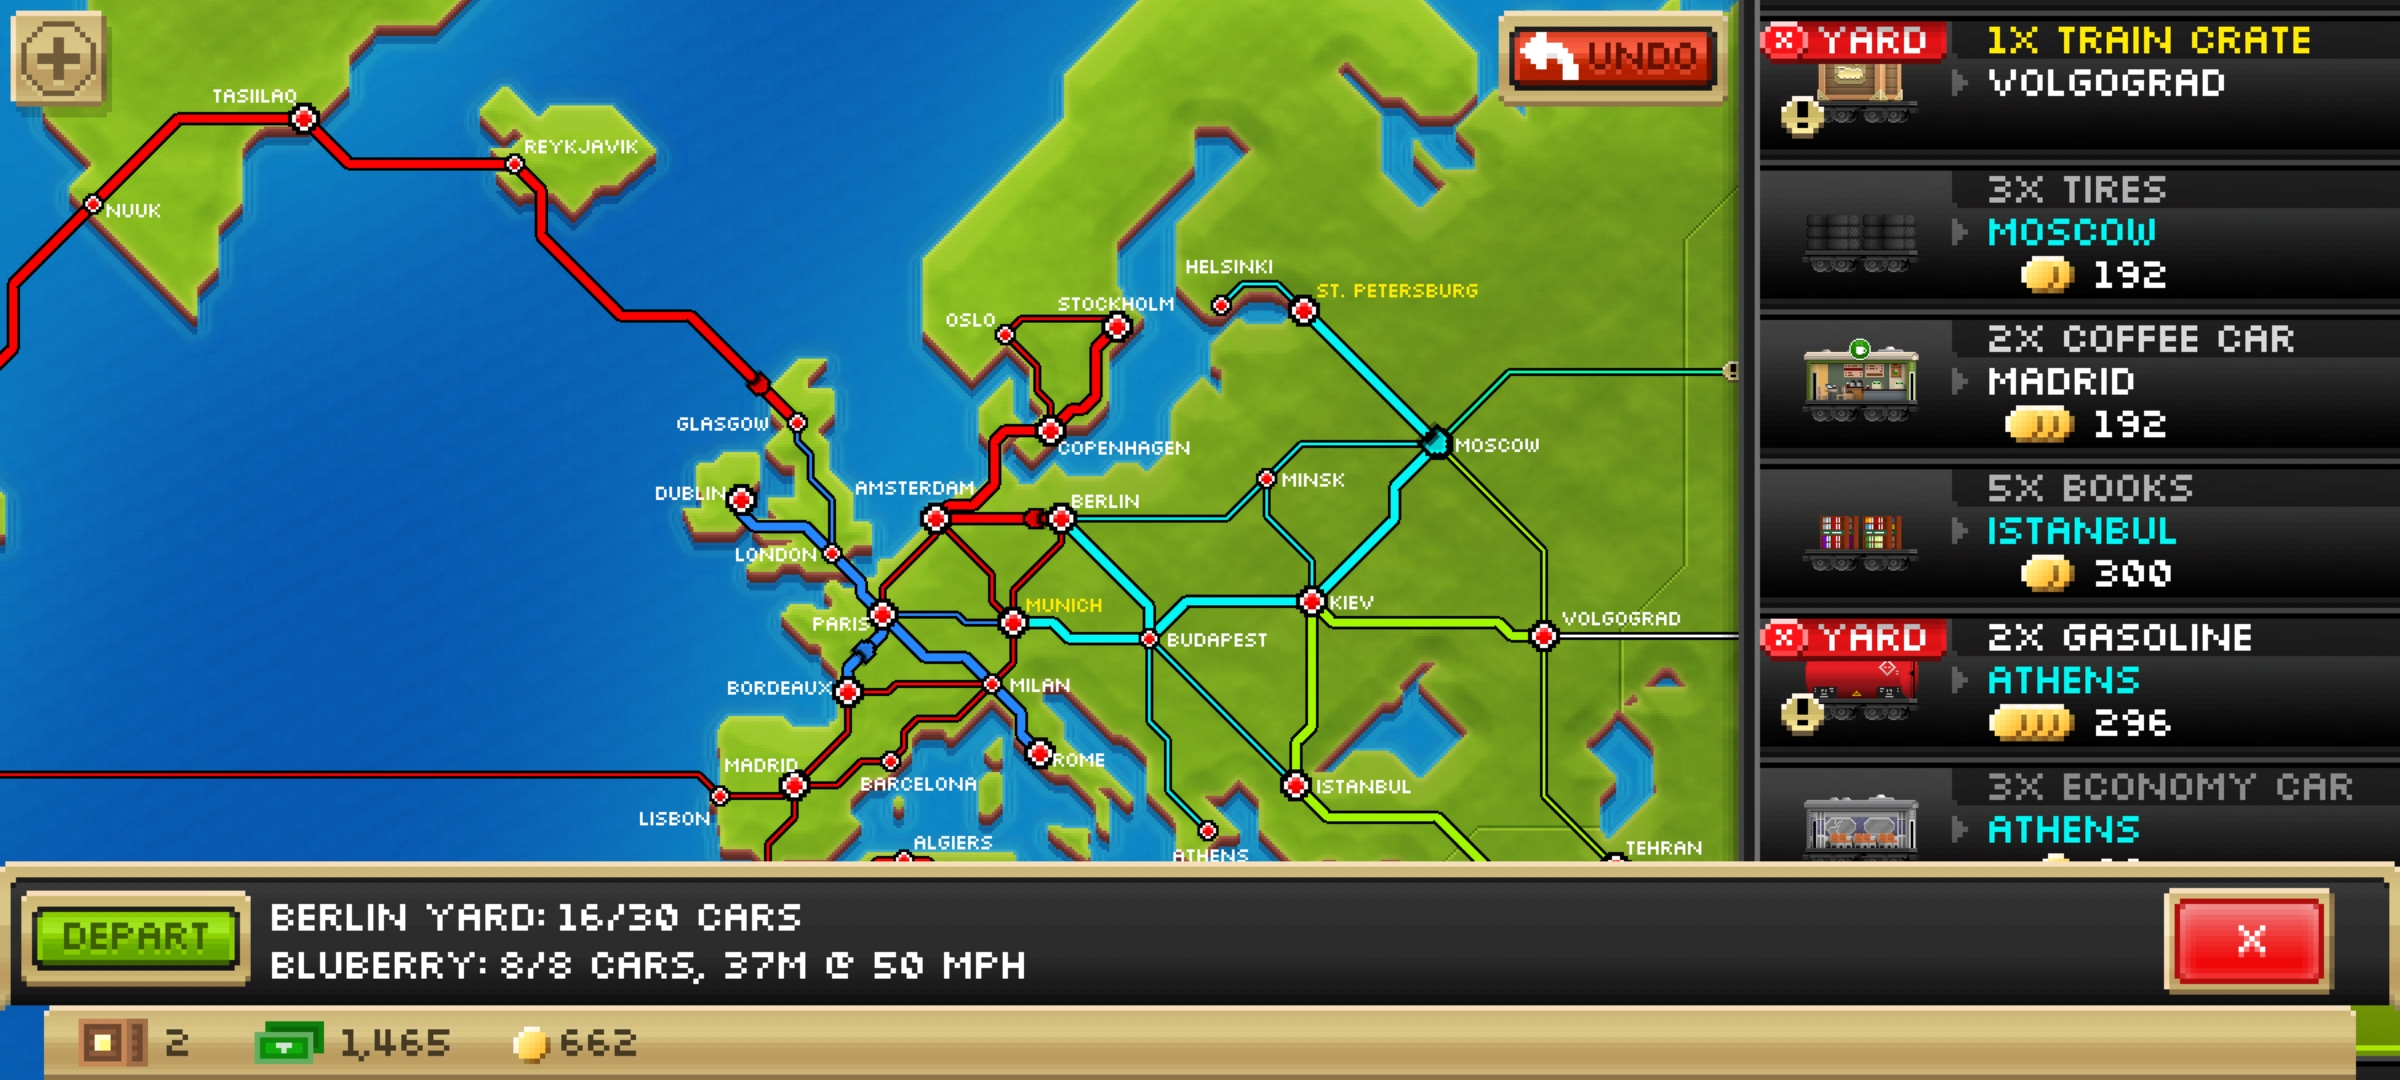 TASIILAQ
NUUK
REYKJAVIK
UNDO
HELSINKI
ST. PETERSBURG
STOCKHOLM
OSLO
GLASGOW
COPENHAGEN
MOSCOW
DUBLIN
AMSTERDAM
BERLIN
MINSK
LONDON
PARIS
MUNICH
KIEV
VOLGOGRAD
BUDAPEST
BORDEAUX
MILAN
MADRID
ROME
BARCELONA
ISTANBUL
LISBON
ALGIERS
ATHENS
TEHRAN
YARD
1X TRAIN CRATE
VOLGOGRAD
3X TIRES
MOSCOW
192
2X COFFEE CAR
MADRID
192
5X BOOKS
ISTANBUL
300
YARD
2X GASOLINE
ATHENS
296
3X ECONOMY CAR
ATHENS
DEPART
BERLIN YARD: 16/30 CARS
BLUBERRY: 8/8 CARS, 37M @ 50 MPH
X
2
1,465
662